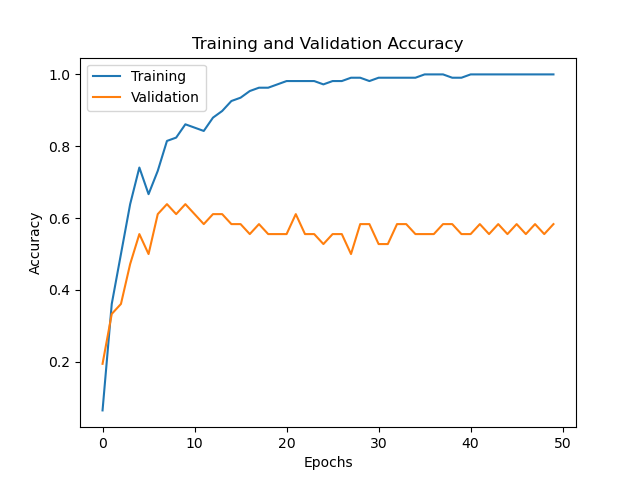 Training and Validation Accuracy
Training
Validation
1.0
0.8
0.6
0.4
0.2
Accuracy
0 10 20 30 40 50
Epochs